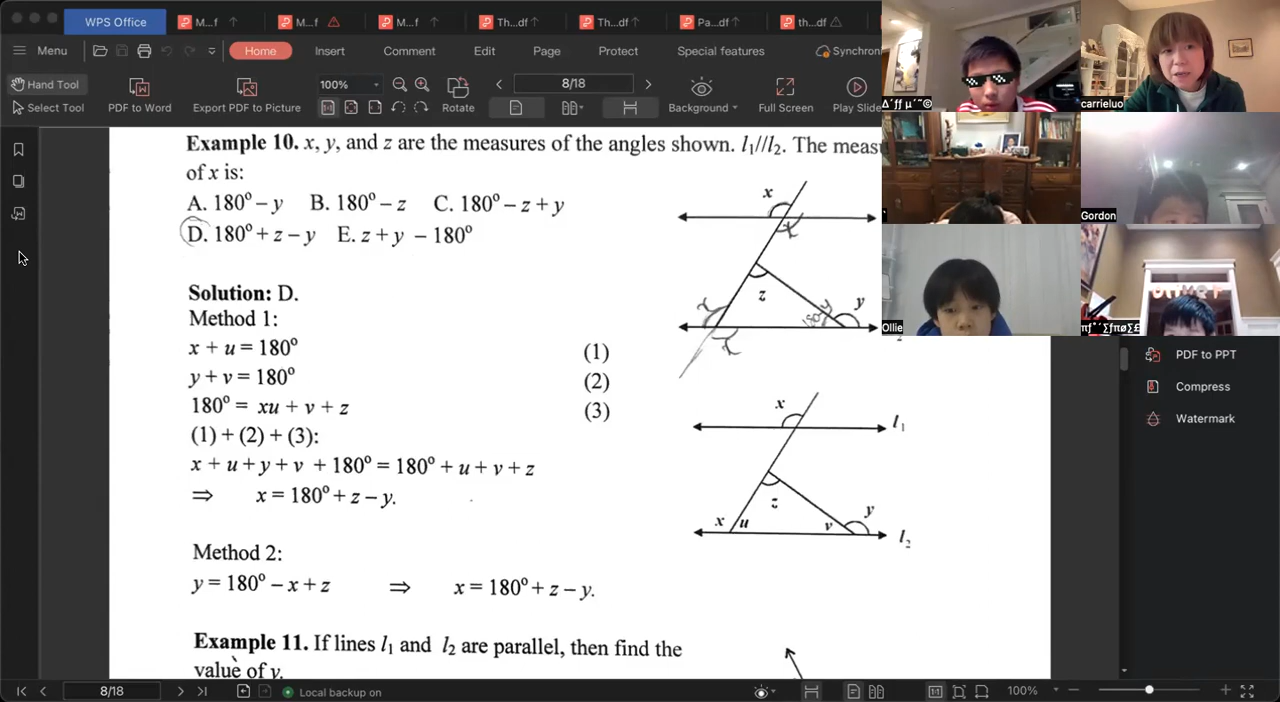 WPS Office
M...f
M...f
M...f
Th...df
Th...df
Pa...df
th...df
Menu
Home
Insert
Comment
Edit
Page
Protect
Special features
Synchron
Hand Tool
Select Tool
PDF to Word
Export PDF to Picture
100%
8/18
Rotate
Background
Full Screen
Play Slide
carrieluo
Gordon
Ollie
PDF to PPT
Compress
Watermark
Example 10. x, y, and z are the measures of the angles shown. l₁//l₂. The measu
of x is:
A. 180° – y B. 180° – z C. 180° – z + y
D. 180° + z – y E. z + y – 180°
x
x
z
y
x
180-y
x
Solution: D.
Method 1:
x + u = 180° (1)
y + v = 180° (2)
180° = xu + v + z (3)
(1) + (2) + (3):
x + u + y + v + 180° = 180° + u + v + z
⇒ x = 180° + z – y.
x
l₁
z
y
x u
v
l₂
Method 2:
y = 180° – x + z ⇒ x = 180° + z – y.
Example 11. If lines l₁ and l₂ are parallel, then find the
value of y.
8/18
Local backup on
100%